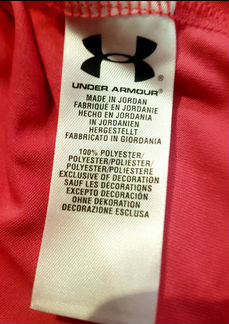 UNDER ARMOUR
MADE IN JORDAN
FABRIQUÉ EN JORDANIE
HECHO EN JORDANIA
IN JORDANIEN
HERGESTELLT
FABBRICATO IN GIORDANIA
100% POLYESTER/
POLYESTER/POLIÉSTER/
POLYESTER/POLIESTERE
EXCLUSIVE OF DECORATION
SAUF LES DÉCORATIONS
EXCEPTO DECORACIÓN
OHNE DEKORATION
DECORAZIONE ESCLUSA